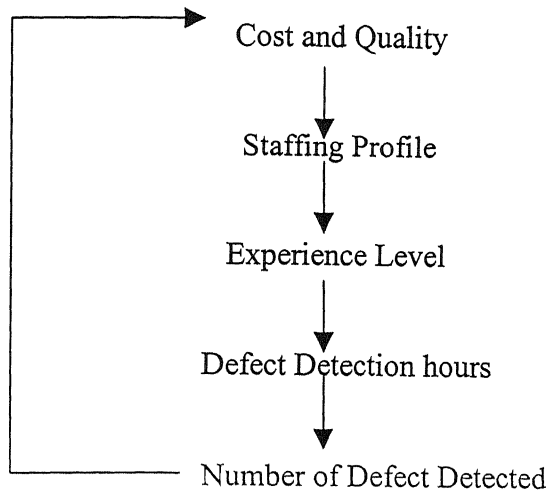 Cost and Quality
Staffing Profile
Experience Level
Defect Detection hours
Number of Defect Detected